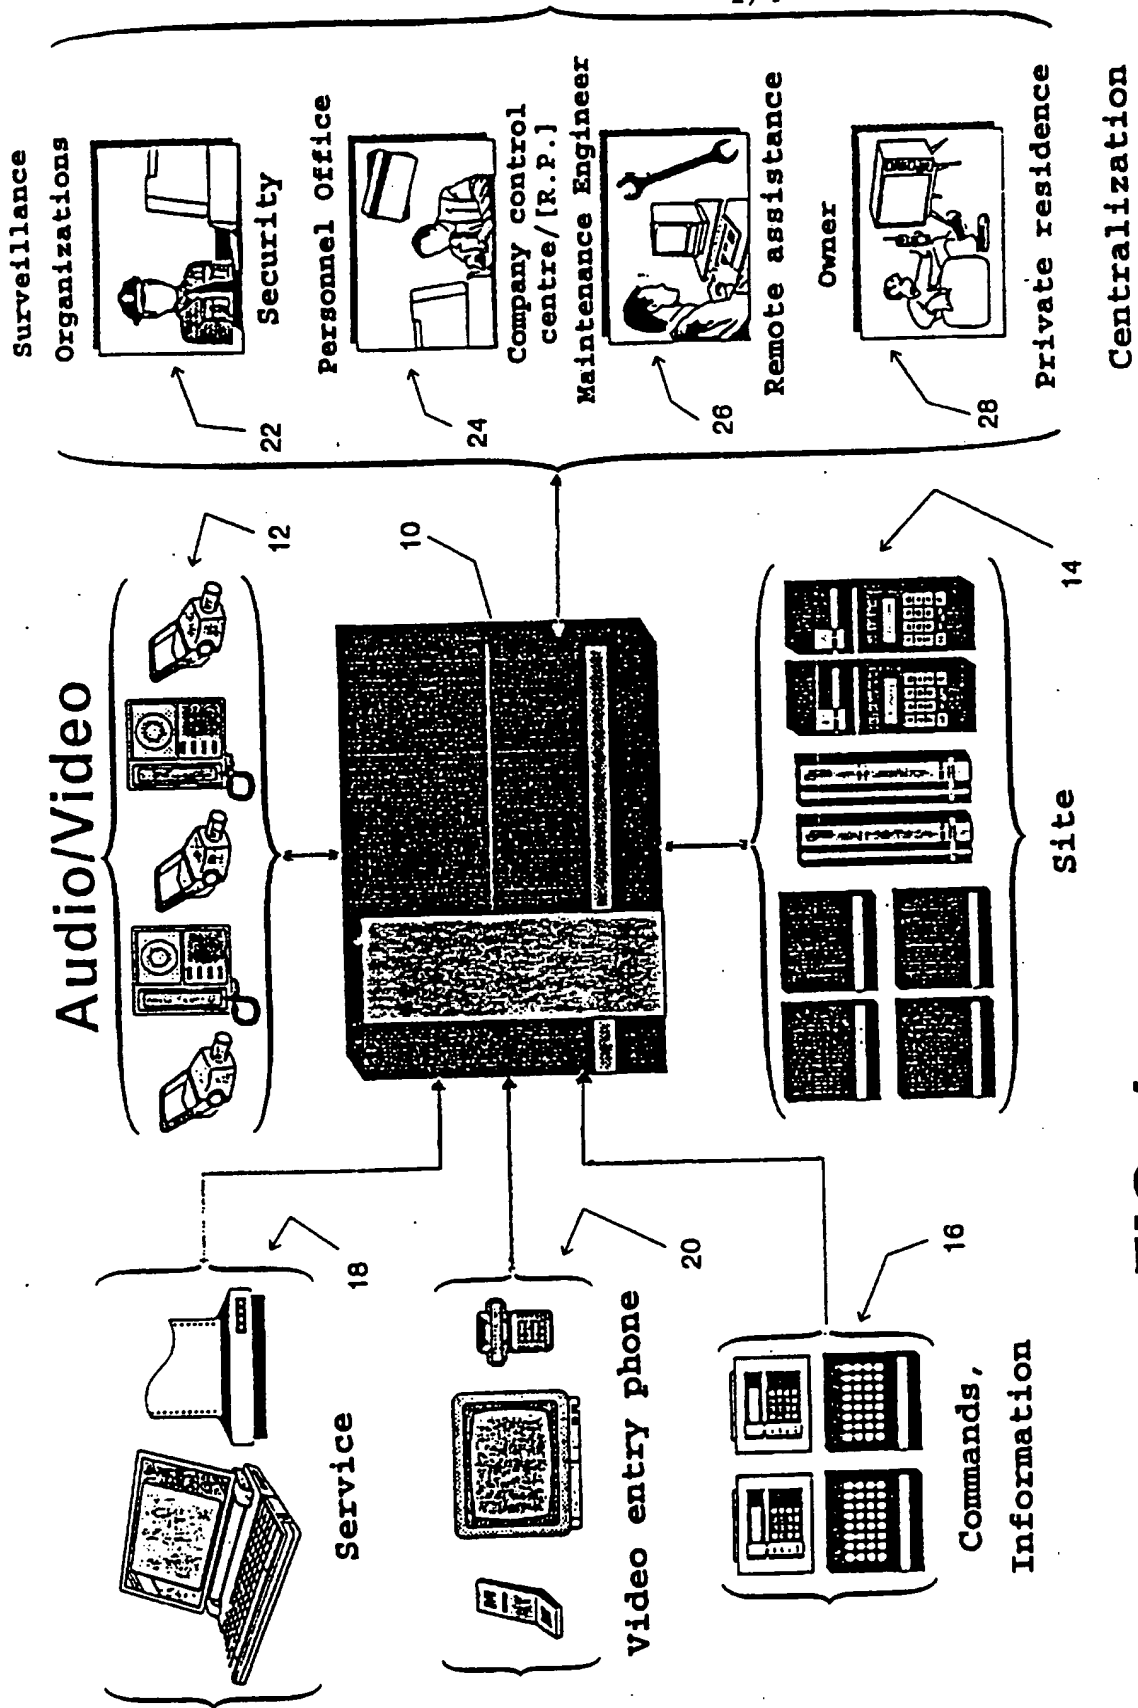 Audio/Video
12
Surveillance
Organizations
22
Security
Personnel Office
24
Company control
centre/[R.P.]
Maintenance Engineer
26
Remote assistance
Owner
28
Private residence
Centralization
10
18
Service
20
Video entry phone
16
Commands,
Information
14
Site